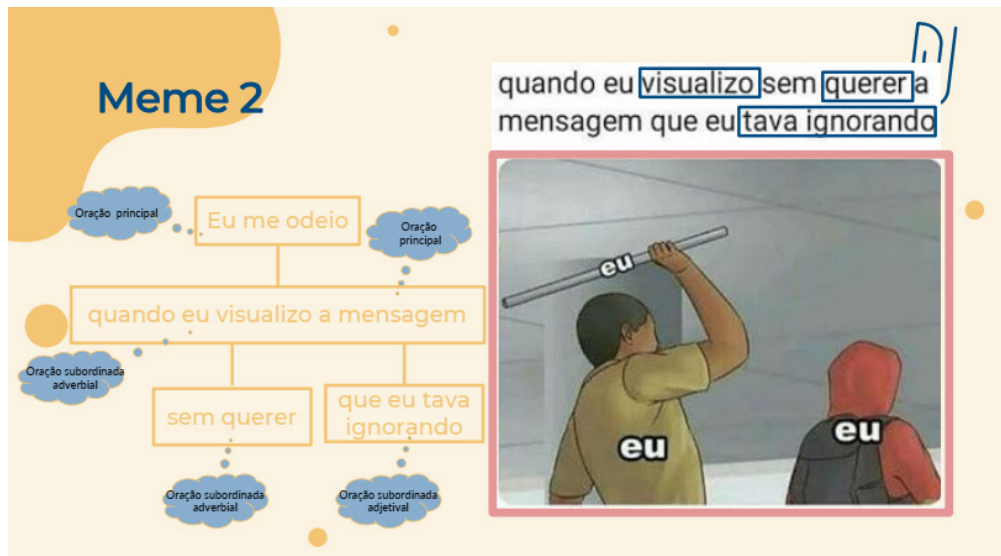 Meme 2
quando eu visualizo sem querer a
mensagem que eu tava ignorando
Oração principal
Eu me odeio
Oração
principal
quando eu visualizo a mensagem
Oração subordinada
adverbial
sem querer
que eu tava
ignorando
Oração subordinada
adverbial
Oração subordinada
adjetival
eu
eu
eu